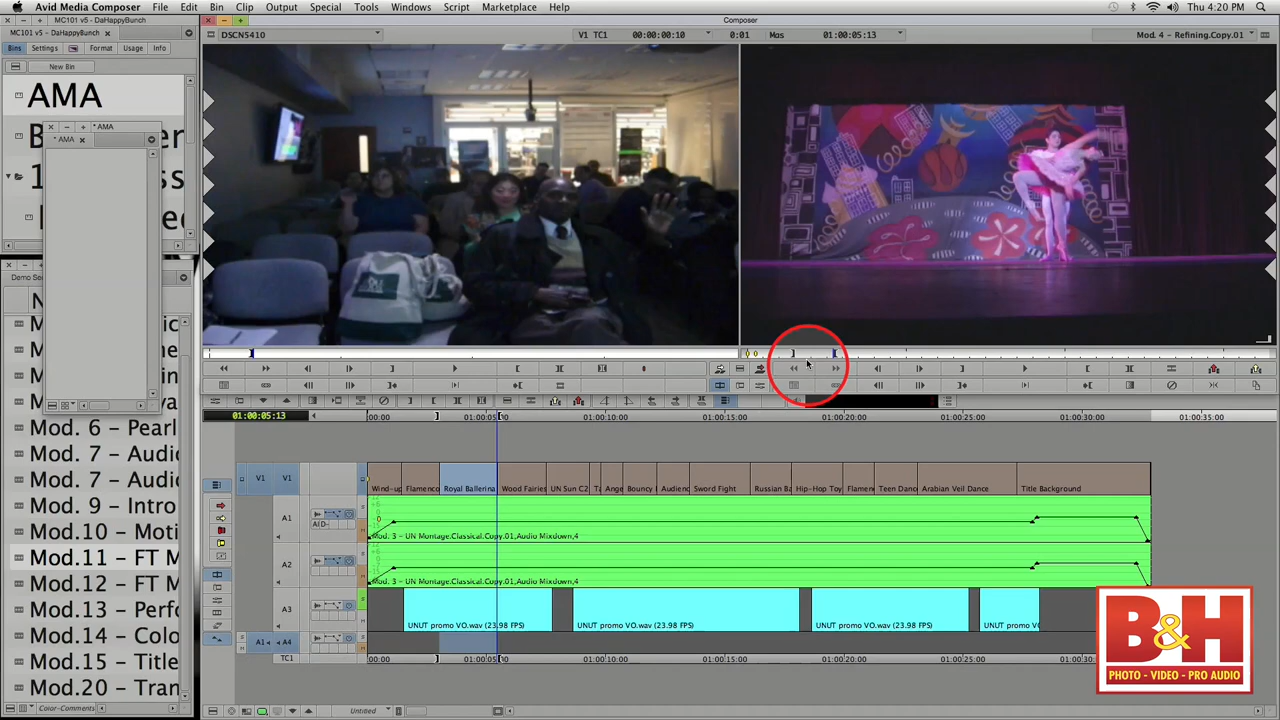 Avid Media Composer File Edit Bin Clip Output Special Tools Windows Script Marketplace Help
Thu 4:20 PM
MC101 v5 - DaHappyBunch
Composer
MC101 v5 - DaHappyBunch
DSCN5410
V1 TC1 00:00:00:10 0:01 Mas 01:00:05:13
Mod. 4 - Refining.Copy.01
Bins Settings Format Usage Info
New Bin
AMA
* AMA
* AMA
Mod. 6 - Pearl
Mod. 7 - Audio
Mod. 7 - Audio
Mod. 9 - Intro
Mod.10 - Moti
Mod.11 - FT M
Mod.12 - FT M
Mod.13 - Perfo
Mod.14 - Colo
Mod.15 - Title
Mod.20 - Tran
Color-Comments
01:00:05:13
00:00 01:00:05:00 01:00:10:00 01:00:15:00 01:00:20:00 01:00:25:00 01:00:30:00 01:00:35:00
V1 V1
Wind-up Flamenco Royal Ballerina Wood Fairies UN Sun C2 Ta Ange Bouncy Audienc Sword Fight Russian Ba Hip-Hop Toy Flamen Teen Danc Arabian Veil Dance Title Background
A1
Mod. 3 - UN Montage.Classical.Copy.01,Audio Mixdown,4
A2
Mod. 3 - UN Montage.Classical.Copy.01,Audio Mixdown,4
A3
UNUT promo VO.wav (23.98 FPS) UNUT promo VO.wav (23.98 FPS) UNUT promo VO.wav (23.98 FPS) UNUT promo V
A1 A4
TC1
00:00 01:00:05:00 01:00:10:00 01:00:15:00 01:00:20:00 01:00:25:00 01:00:30
Untitled
B&H
PHOTO - VIDEO - PRO AUDIO